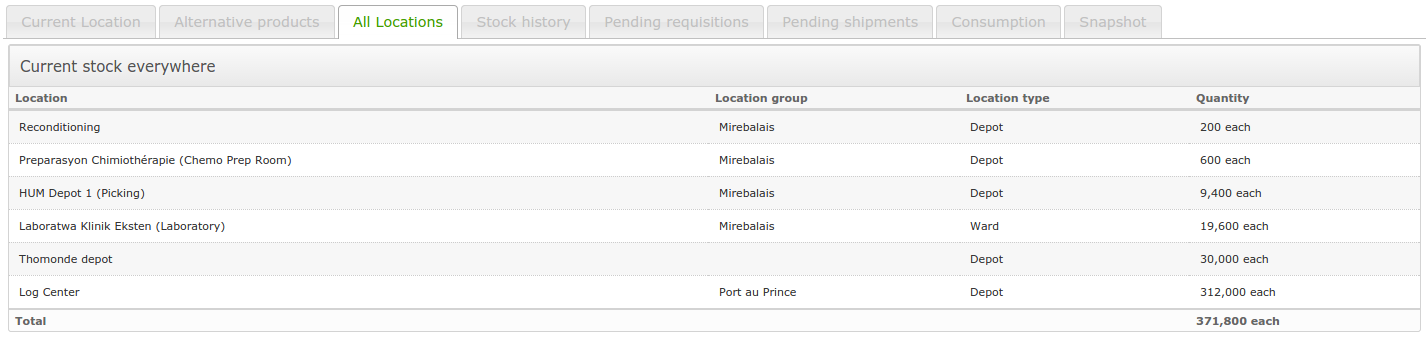 Current Location Alternative products All Locations Stock history Pending requisitions Pending shipments Consumption Snapshot
Current stock everywhere
Location Location group Location type Quantity
Reconditioning Mirebalais Depot 200 each
Preparasyon Chimiothérapie (Chemo Prep Room) Mirebalais Depot 600 each
HUM Depot 1 (Picking) Mirebalais Depot 9,400 each
Laboratwa Klinik Eksten (Laboratory) Mirebalais Ward 19,600 each
Thomonde depot Depot 30,000 each
Log Center Port au Prince Depot 312,000 each
Total 371,800 each